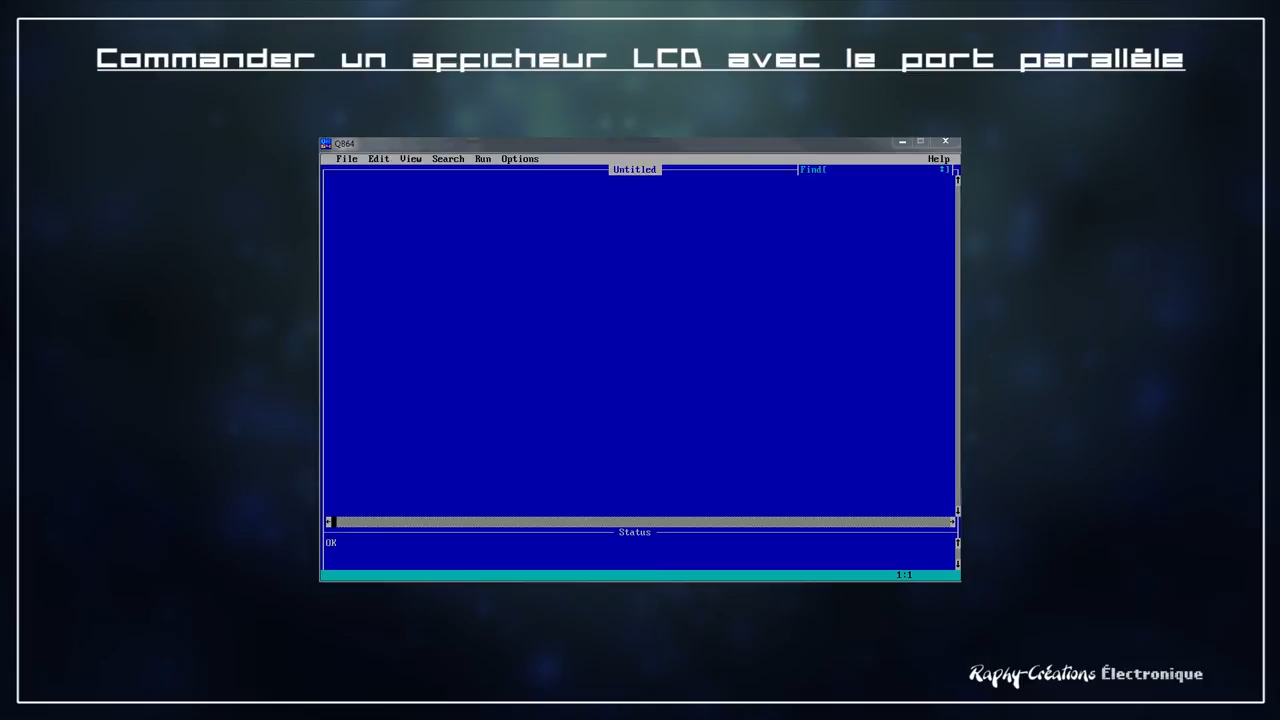 Commander un afficheur LCD avec le port parallèle
QB64
File Edit View Search Run Options Help
Untitled
Find[
Status
OK
1:1
Raphy-Créations Électronique